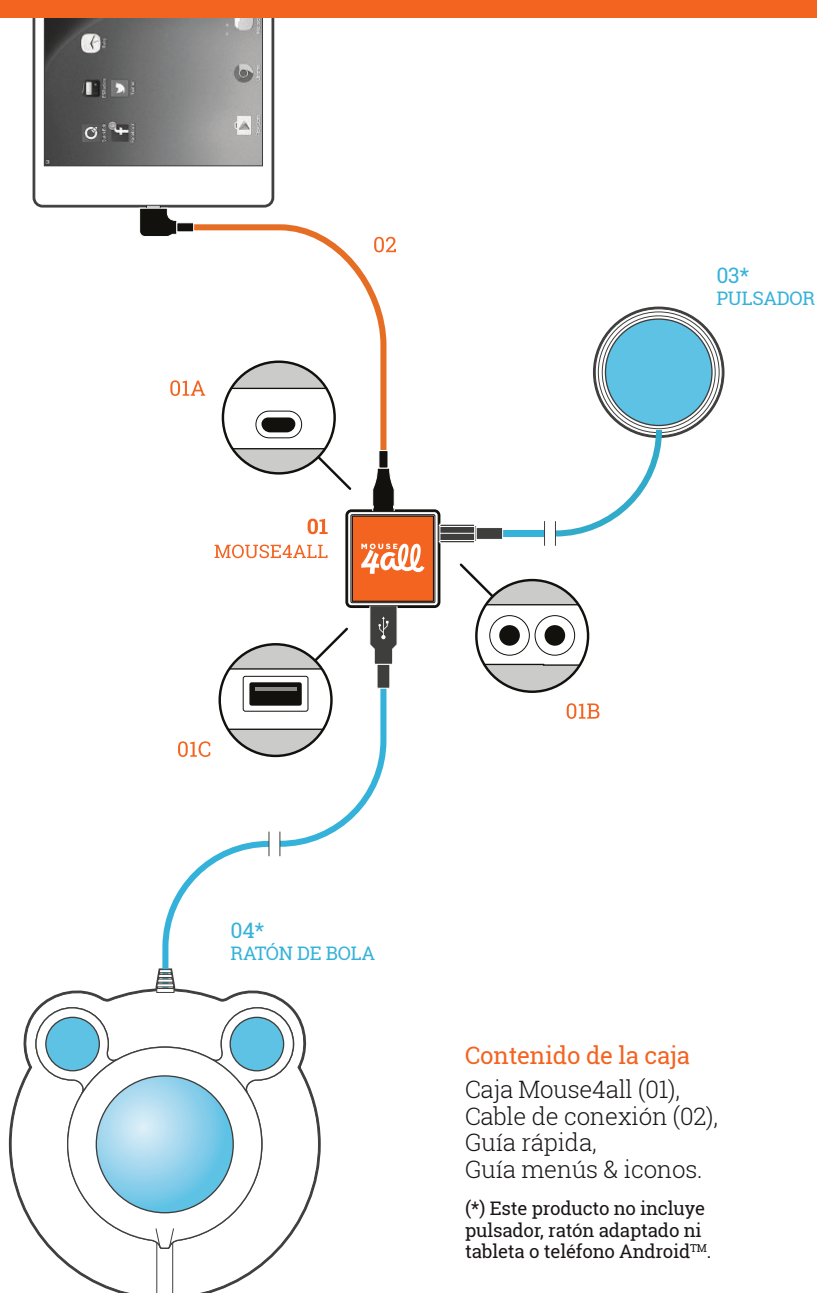 02
03*
PULSADOR
01A
01
MOUSE4ALL
MOUSE
4all
01B
01C
04*
RATÓN DE BOLA
Contenido de la caja
Caja Mouse4all (01),
Cable de conexión (02),
Guía rápida,
Guía menús & iconos.
(*) Este producto no incluye
pulsador, ratón adaptado ni
tableta o teléfono Android™.